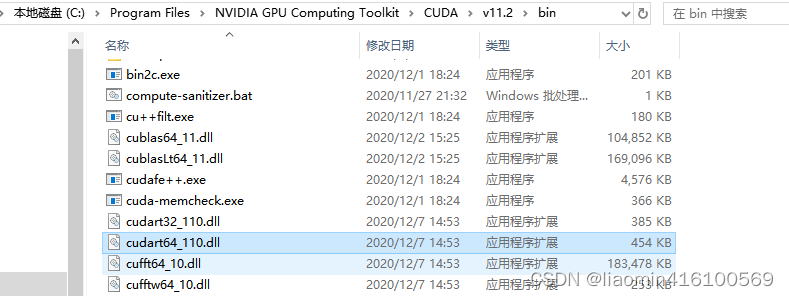 本地磁盘 (C:) > Program Files > NVIDIA GPU Computing Toolkit > CUDA > v11.2 > bin 在 bin 中搜索
名称 修改日期 类型 大小
bin2c.exe 2020/12/1 18:24 应用程序 201 KB
compute-sanitizer.bat 2020/11/27 21:32 Windows 批处理... 1 KB
cu++filt.exe 2020/12/1 18:24 应用程序 180 KB
cublas64_11.dll 2020/12/2 15:25 应用程序扩展 104,852 KB
cublasLt64_11.dll 2020/12/2 15:25 应用程序扩展 169,096 KB
cudafe++.exe 2020/12/1 18:24 应用程序 4,576 KB
cuda-memcheck.exe 2020/12/1 18:24 应用程序 366 KB
cudart32_110.dll 2020/12/7 14:53 应用程序扩展 385 KB
cudart64_110.dll 2020/12/7 14:53 应用程序扩展 454 KB
cufft64_10.dll 2020/12/7 14:53 应用程序扩展 183,478 KB
cufftw64_10.dll 2020/12/7 14:53 应用程序扩展 253 KB
CSDN @liaomin416100569